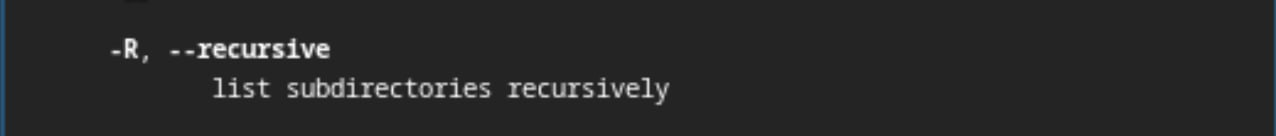 -R, --recursive
list subdirectories recursively